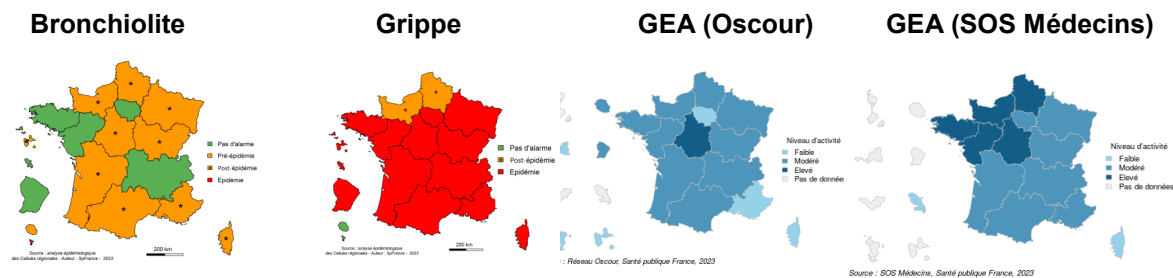 Bronchiolite
Pas d'alarme
Pré-épidémie
Post-épidémie
Epidémie
200 km
Source : analyse épidémiologique
des Cellules régionales - Auteur : SpFrance - 2023
Grippe
Pas d'alarme
Post-épidémie
Epidémie
200 km
Source : analyse épidémiologique
des Cellules régionales - Auteur : SpFrance - 2023
GEA (Oscour)
Niveau d'activité
Faible
Modéré
Elevé
Pas de données
: Réseau Oscour, Santé publique France, 2023
GEA (SOS Médecins)
Niveau d'activité
Faible
Modéré
Elevé
Pas de données
Source : SOS Médecins, Santé publique France, 2023